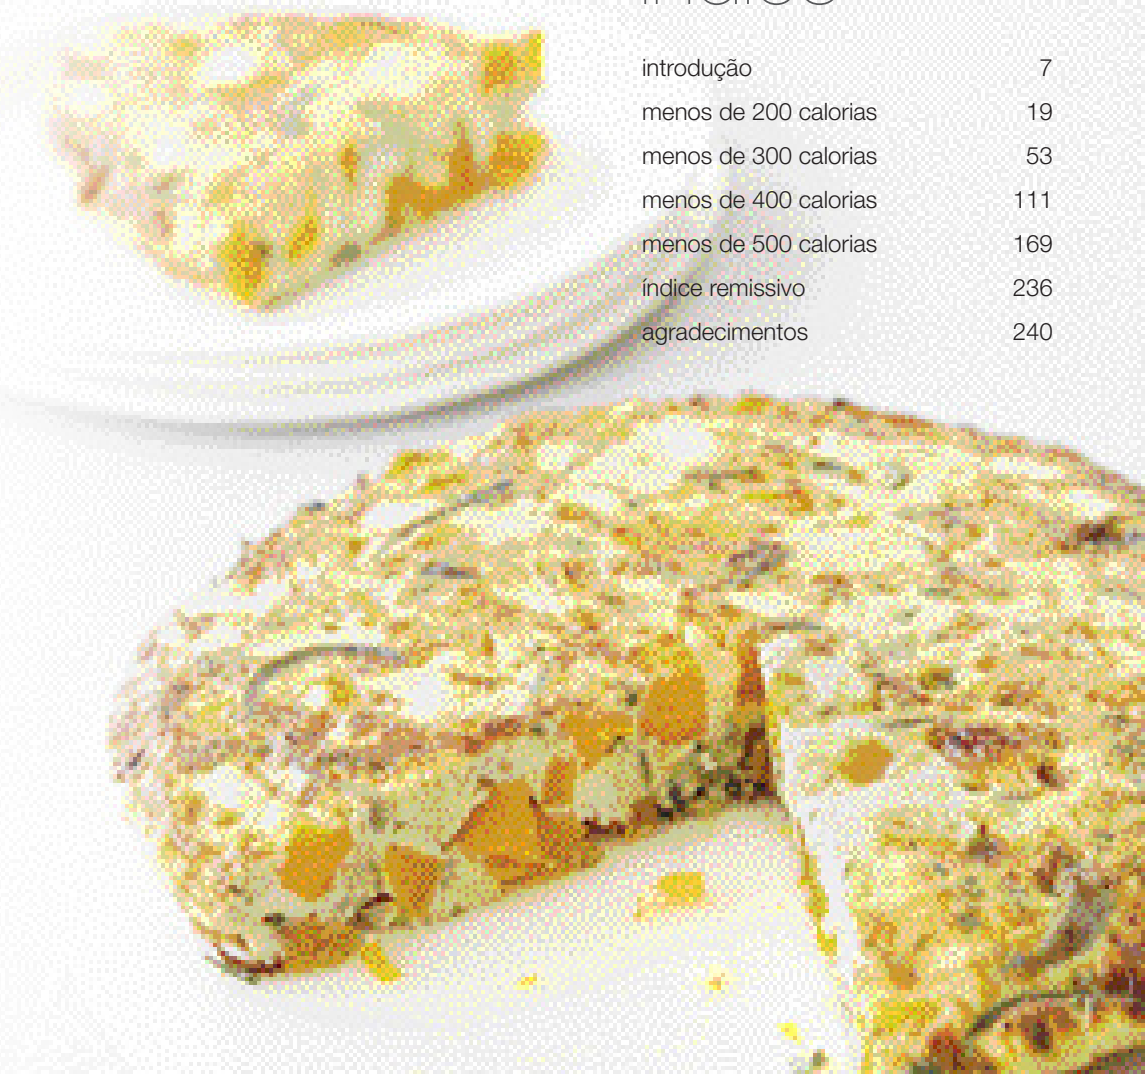 introdução 7
menos de 200 calorias 19
menos de 300 calorias 53
menos de 400 calorias 111
menos de 500 calorias 169
índice remissivo 236
agradecimentos 240